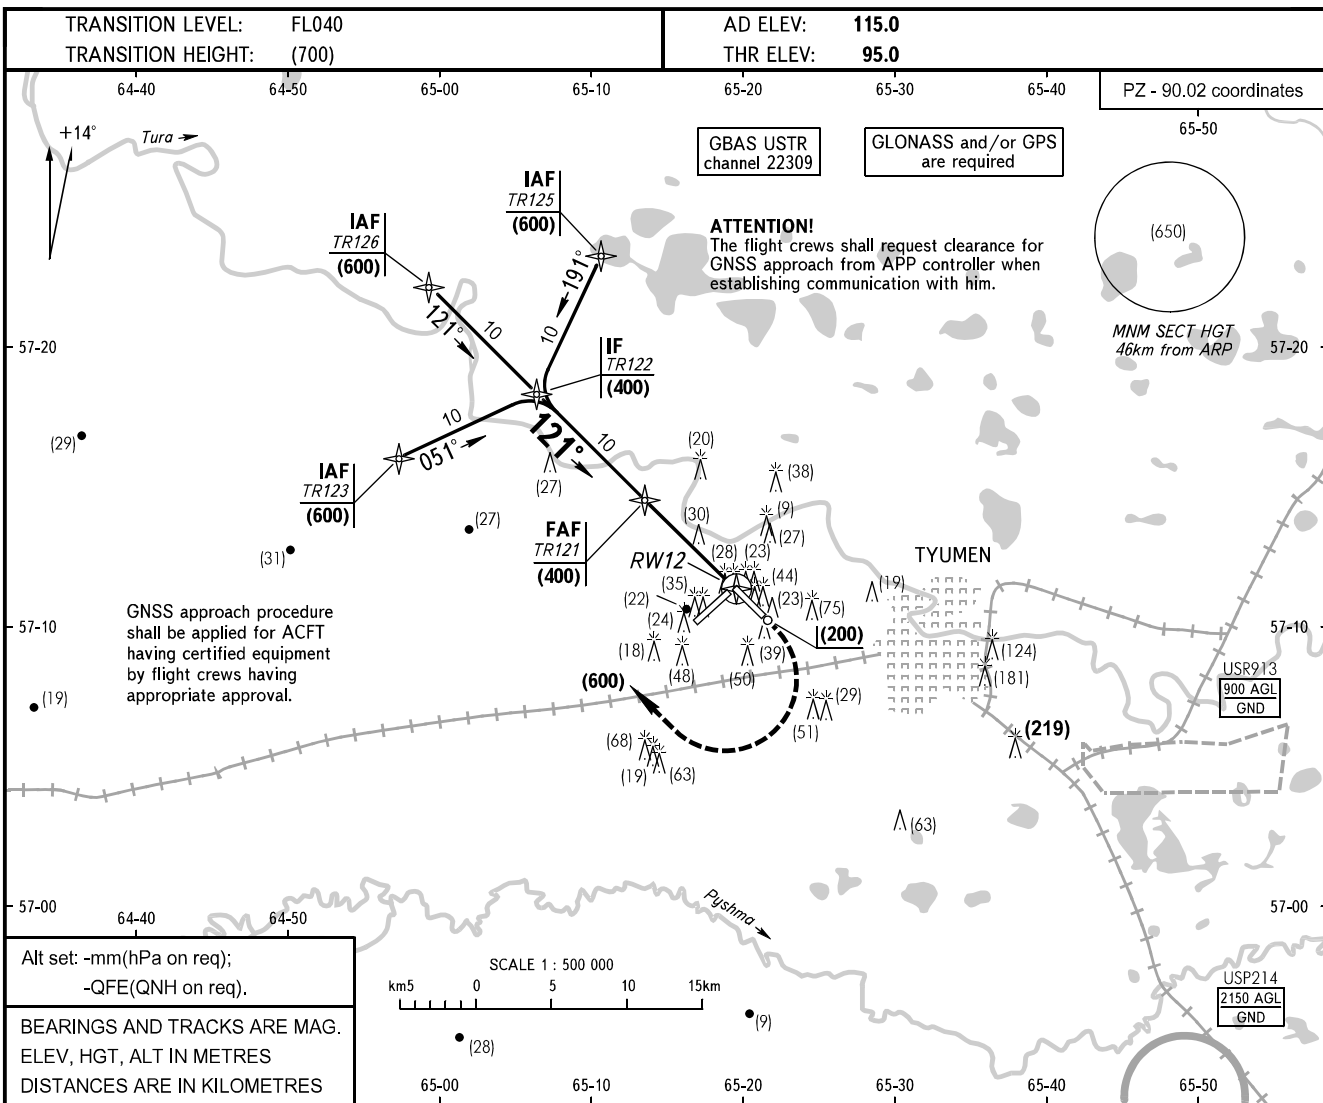 TRANSITION LEVEL: FL040
TRANSITION HEIGHT: (700)
AD ELEV: 115.0
THR ELEV: 95.0
64-40 64-50 65-00 65-10 65-20 65-30 65-40
PZ - 90.02 coordinates
65-50
+14°
Tura
GBAS USTR
channel 22309
GLONASS and/or GPS
are required
IAF
TR125
(600)
IAF
TR126
(600)
ATTENTION!
The flight crews shall request clearance for
GNSS approach from APP controller when
establishing communication with him.
(650)
MNM SECT HGT
46km from ARP
191°
10
121°
10
57-20
57-20
IF
TR122
(400)
10
051°
121°
10
(29)
IAF
TR123
(600)
(27)
(20)
(38)
(27)
(31)
(30)
(9)
(27)
FAF
TR121
(400)
RW12
(28)
(23)
(44)
TYUMEN
(35)
(22)
(24)
(23)
(75)
(19)
GNSS approach procedure
shall be applied for ACFT
having certified equipment
by flight crews having
appropriate approval.
57-10
57-10
(200)
(18)
(48)
(50)
(39)
(124)
(181)
(600)
(29)
(51)
(19)
USR913
900 AGL
GND
(68)
(19)
(63)
(219)
(63)
Pyshma
57-00
57-00
64-40 64-50
Alt set: -mm(hPa on req);
-QFE(QNH on req).
SCALE 1 : 500 000
km5 0 5 10 15km
BEARINGS AND TRACKS ARE MAG.
ELEV, HGT, ALT IN METRES
DISTANCES ARE IN KILOMETRES
(28)
(9)
USP214
2150 AGL
GND
65-00 65-10 65-20 65-30 65-40 65-50